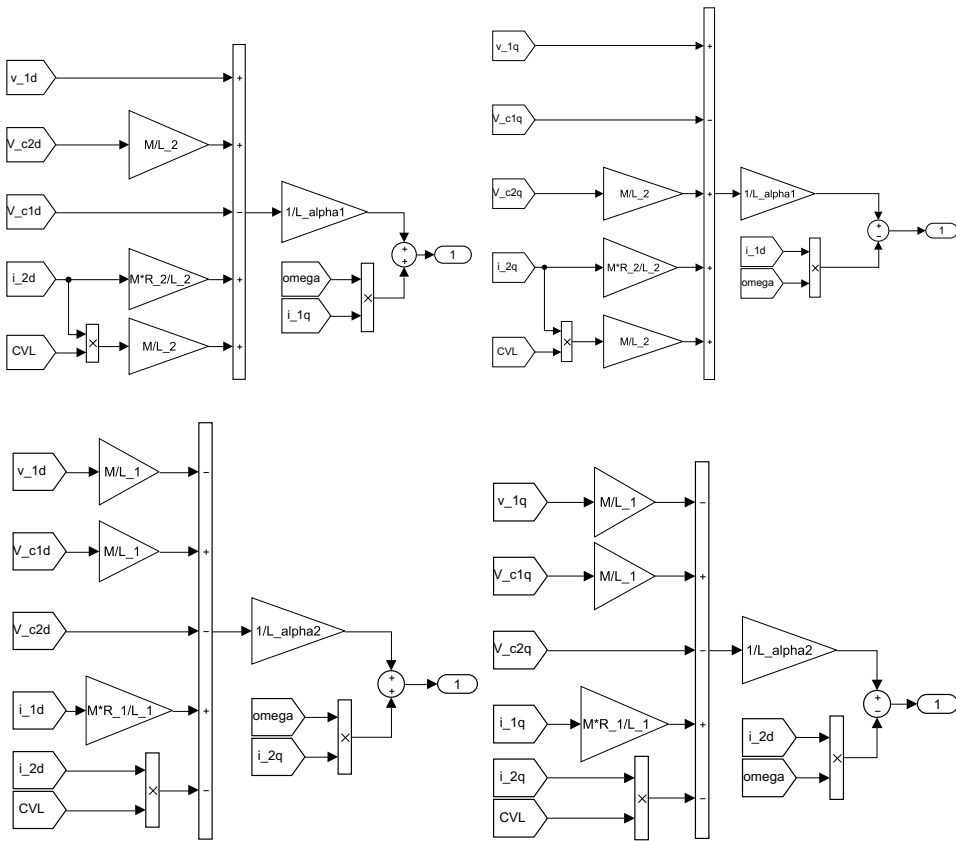 v_1d
+
V_c2d
M/L_2
+
V_c1d
−
1/L_alpha1
i_2d
M*R_2/L_2
+
+
+
1
omega
i_1q
×
CVL
×
M/L_2
+
v_1q
+
V_c1q
−
V_c2q
M/L_2
+
1/L_alpha1
+
−
1
i_2q
M*R_2/L_2
+
i_1d
omega
×
CVL
×
M/L_2
+
v_1d
M/L_1
−
V_c1d
M/L_1
+
V_c2d
−
1/L_alpha2
+
+
1
i_1d
M*R_1/L_1
+
omega
i_2q
×
i_2d
CVL
×
−
v_1q
M/L_1
−
V_c1q
M/L_1
+
V_c2q
−
1/L_alpha2
+
−
1
i_1q
M*R_1/L_1
+
i_2d
omega
×
i_2q
CVL
×
−